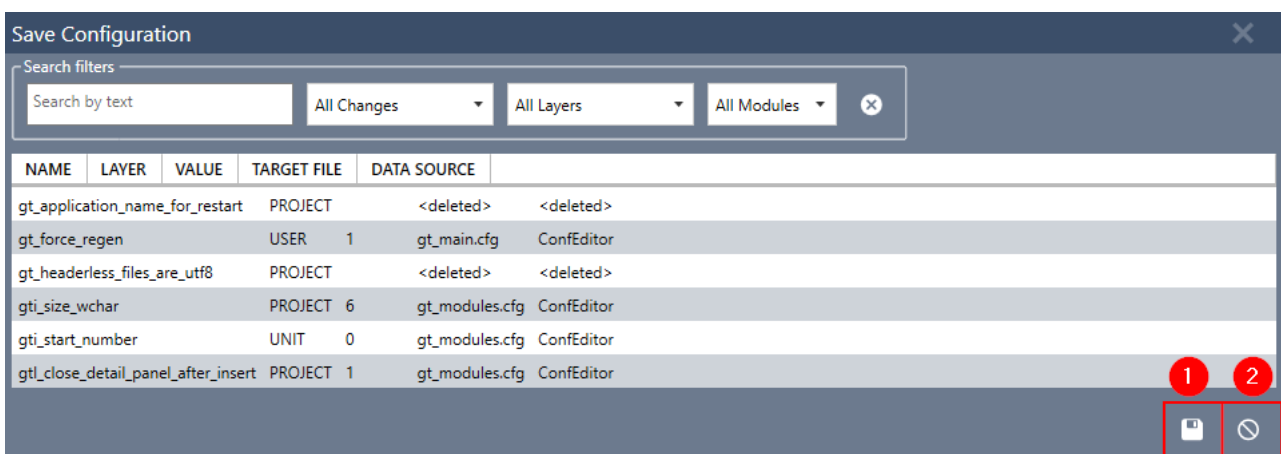 Save Configuration
Search filters
Search by text All Changes All Layers All Modules
NAME LAYER VALUE TARGET FILE DATA SOURCE
gt_application_name_for_restart PROJECT <deleted> <deleted>
gt_force_regen USER 1 gt_main.cfg ConfEditor
gt_headerless_files_are_utf8 PROJECT <deleted> <deleted>
gti_size_wchar PROJECT 6 gt_modules.cfg ConfEditor
gti_start_number UNIT 0 gt_modules.cfg ConfEditor
gtl_close_detail_panel_after_insert PROJECT 1 gt_modules.cfg ConfEditor
1 2